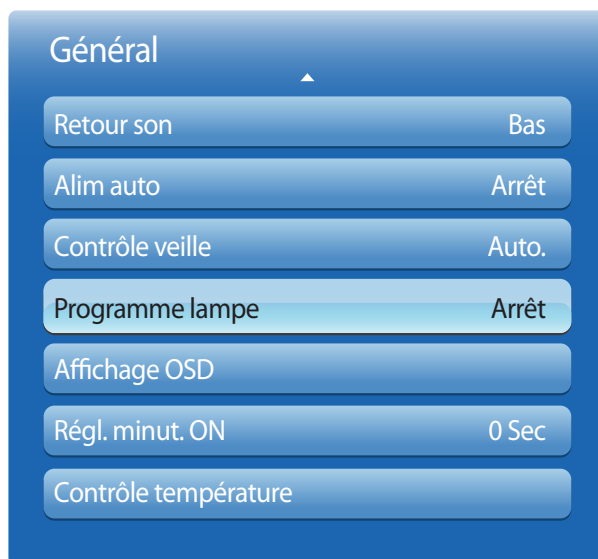 Général
Retour son Bas
Alim auto Arrêt
Contrôle veille Auto.
Programme lampe Arrêt
Affichage OSD
Régl. minut. ON 0 Sec
Contrôle température